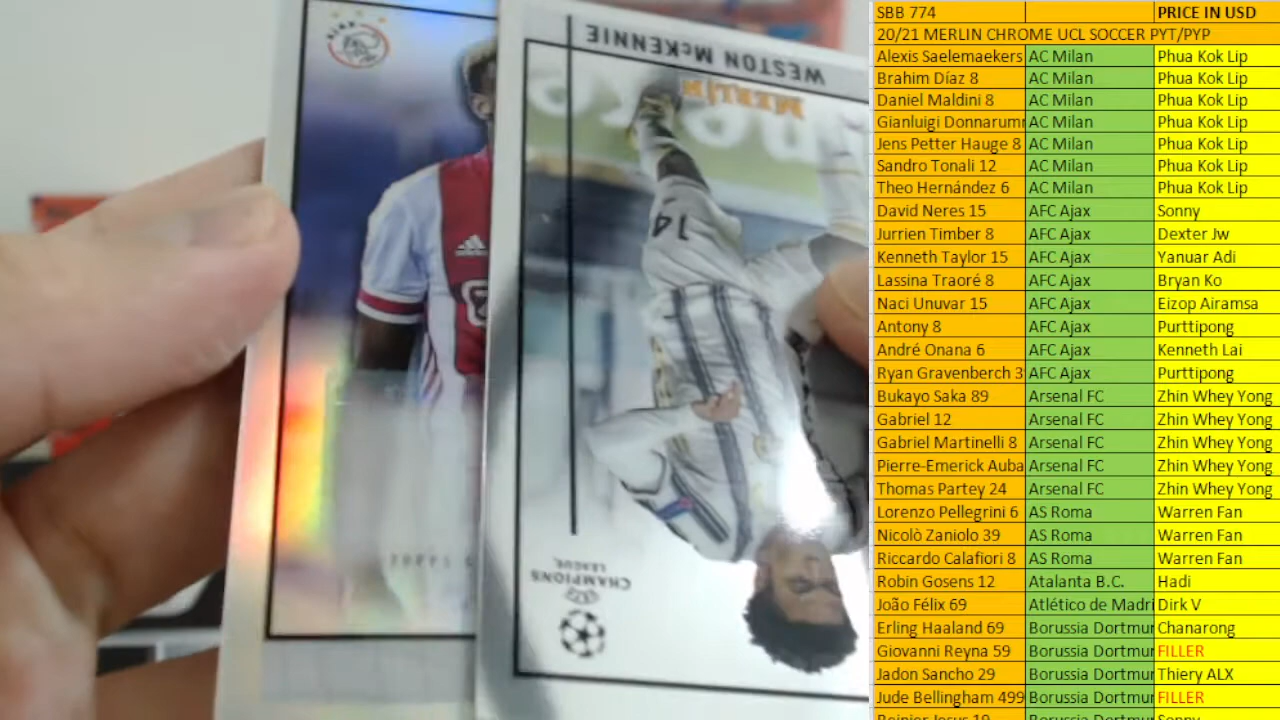 WESTON McKENNIE
MERLIN
14
CHAMPIONS
LEAGUE
SBB 774 PRICE IN USD
20/21 MERLIN CHROME UCL SOCCER PYT/PYP
Alexis Saelemaekers AC Milan Phua Kok Lip
Brahim Díaz 8 AC Milan Phua Kok Lip
Daniel Maldini 8 AC Milan Phua Kok Lip
Gianluigi Donnarumr AC Milan Phua Kok Lip
Jens Petter Hauge 8 AC Milan Phua Kok Lip
Sandro Tonali 12 AC Milan Phua Kok Lip
Theo Hernández 6 AC Milan Phua Kok Lip
David Neres 15 AFC Ajax Sonny
Jurrien Timber 8 AFC Ajax Dexter Jw
Kenneth Taylor 15 AFC Ajax Yanuar Adi
Lassina Traoré 8 AFC Ajax Bryan Ko
Naci Unuvar 15 AFC Ajax Eizop Airamsa
Antony 8 AFC Ajax Purttipong
André Onana 6 AFC Ajax Kenneth Lai
Ryan Gravenberch 3 AFC Ajax Purttipong
Bukayo Saka 89 Arsenal FC Zhin Whey Yong
Gabriel 12 Arsenal FC Zhin Whey Yong
Gabriel Martinelli 8 Arsenal FC Zhin Whey Yong
Pierre-Emerick Auba Arsenal FC Zhin Whey Yong
Thomas Partey 24 Arsenal FC Zhin Whey Yong
Lorenzo Pellegrini 6 AS Roma Warren Fan
Nicolò Zaniolo 39 AS Roma Warren Fan
Riccardo Calafiori 8 AS Roma Warren Fan
Robin Gosens 12 Atalanta B.C. Hadi
João Félix 69 Atlético de Madri Dirk V
Erling Haaland 69 Borussia Dortmur Chanarong
Giovanni Reyna 59 Borussia Dortmur FILLER
Jadon Sancho 29 Borussia Dortmur Thiery ALX
Jude Bellingham 499 Borussia Dortmur FILLER
Reinier Jesus 19 Borussia Dortmur Sonny